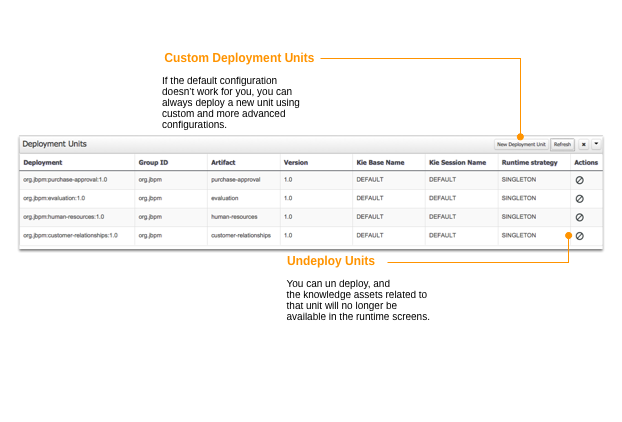 Custom Deployment Units
If the default configuration
doesn't work for you, you can
always deploy a new unit using
custom and more advanced
configurations.
Deployment Units New Deployment Unit Refresh
Deployment Group ID Artifact Version Kie Base Name Kie Session Name Runtime strategy Actions
org.jbpm:purchase-approval:1.0 org.jbpm purchase-approval 1.0 DEFAULT DEFAULT SINGLETON
org.jbpm:evaluation:1.0 org.jbpm evaluation 1.0 DEFAULT DEFAULT SINGLETON
org.jbpm:human-resources:1.0 org.jbpm human-resources 1.0 DEFAULT DEFAULT SINGLETON
org.jbpm:customer-relationships:1.0 org.jbpm customer-relationships 1.0 DEFAULT DEFAULT SINGLETON
Undeploy Units
You can un deploy, and
the knowledge assets related to
that unit will no longer be
available in the runtime screens.